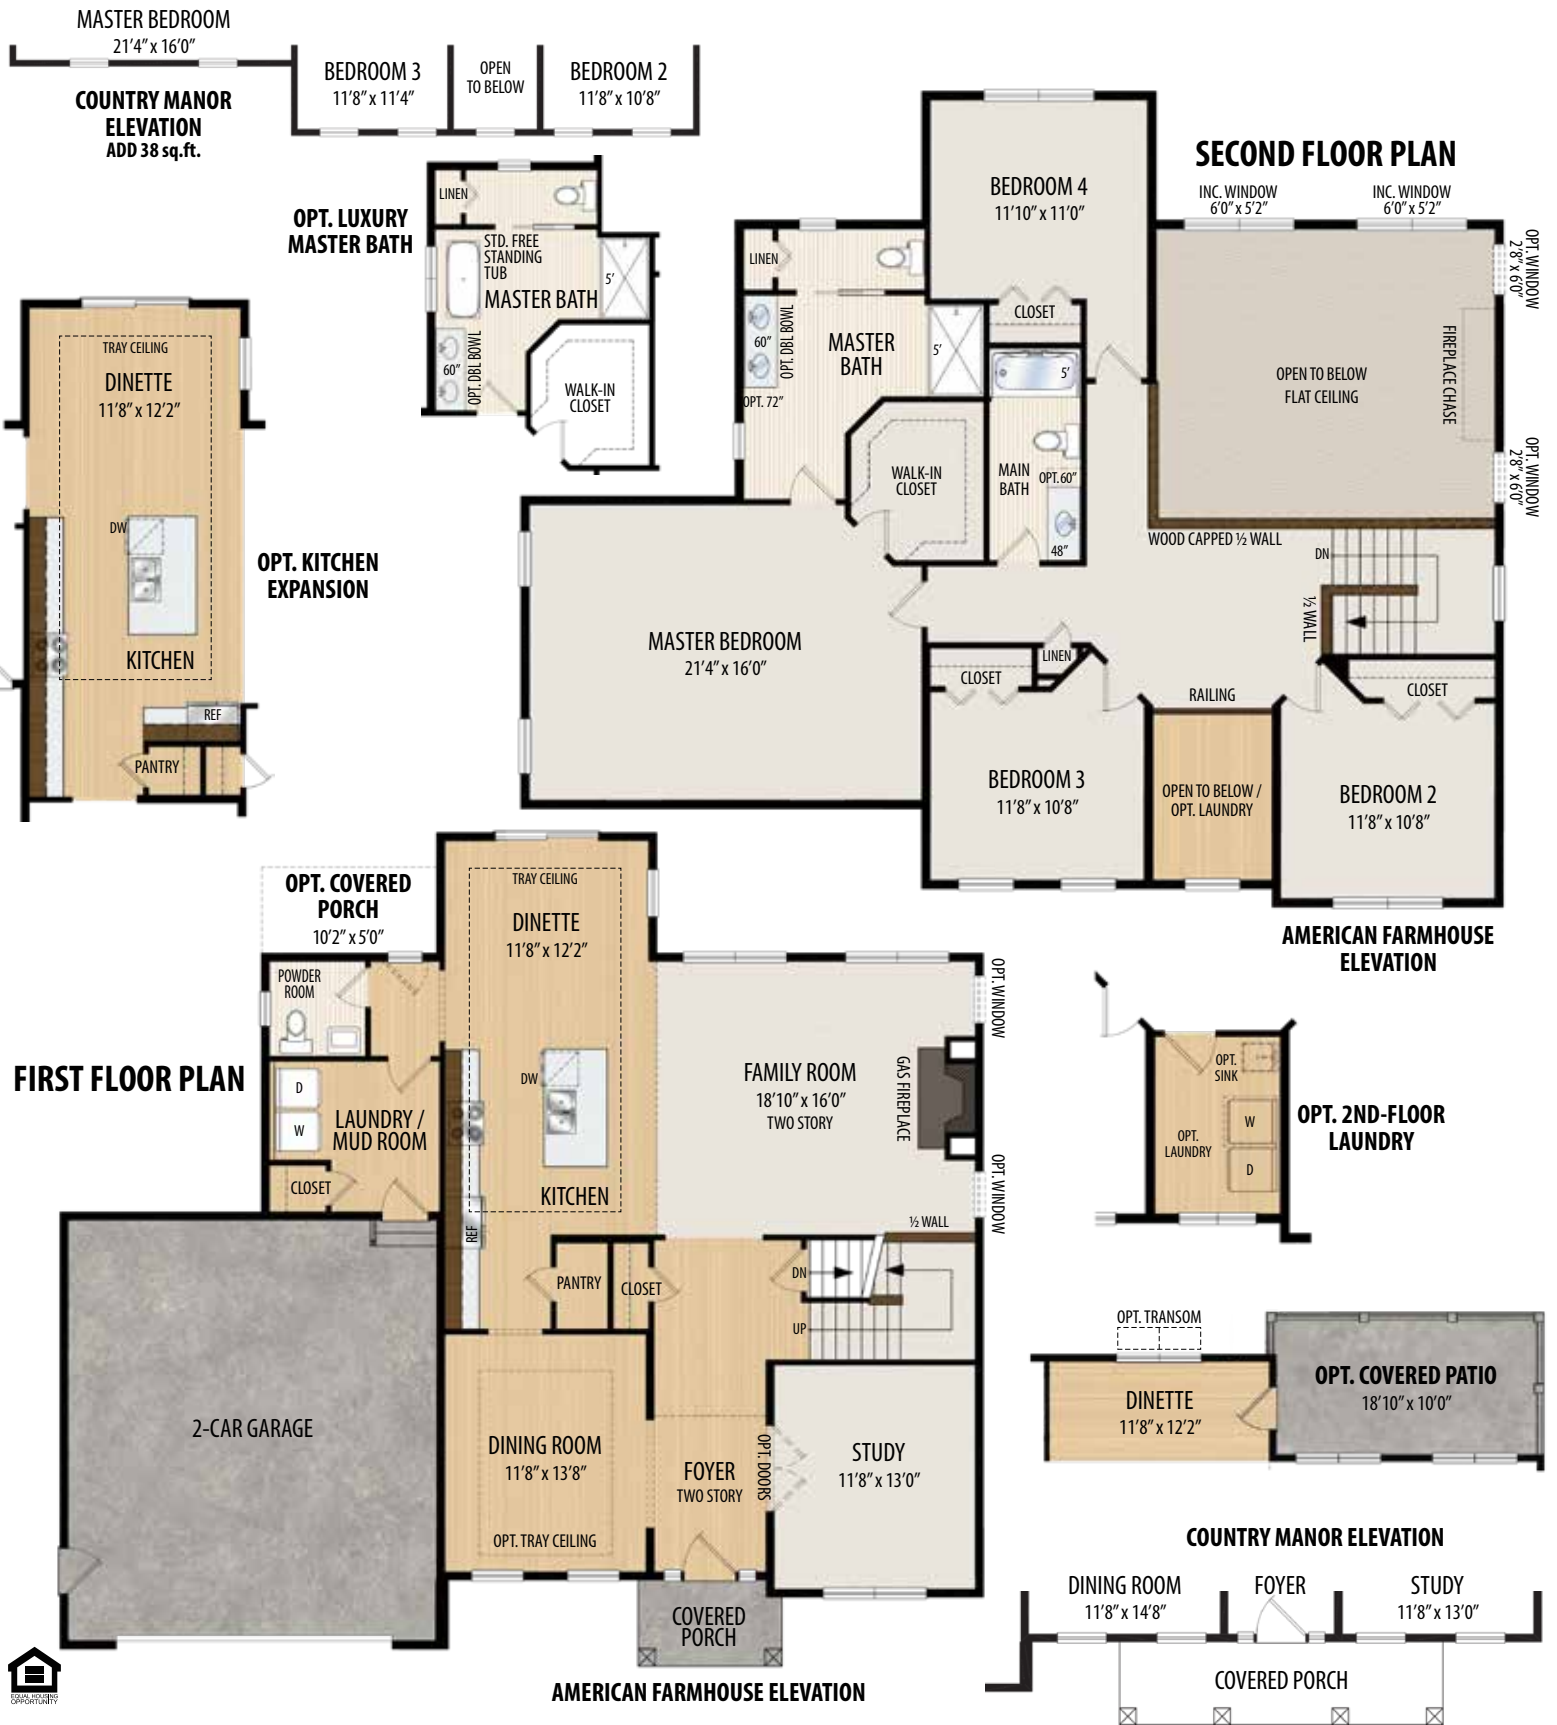 MASTER BEDROOM
21'4" x 16'0"
BEDROOM 3
11'8" x 11'4"
OPEN
TO BELOW
BEDROOM 2
11'8" x 10'8"
COUNTRY MANOR
ELEVATION
ADD 38 sq.ft.
OPT. LUXURY
MASTER BATH
LINEN
STD. FREE
STANDING
TUB
MASTER BATH
5'
60"
OPT. DBL BOWL
WALK-IN
CLOSET
TRAY CEILING
DINETTE
11'8" x 12'2"
DW
KITCHEN
REF
PANTRY
OPT. KITCHEN
EXPANSION
SECOND FLOOR PLAN
BEDROOM 4
11'10" x 11'0"
CLOSET
INC. WINDOW
6'0" x 5'2"
INC. WINDOW
6'0" x 5'2"
OPT. WINDOW
2'8" x 6'0"
LINEN
60"
OPT. DBL BOWL
OPT. 72"
MASTER
BATH
5'
5'
WALK-IN
CLOSET
MAIN
BATH
OPT. 60"
48"
OPEN TO BELOW
FLAT CEILING
FIREPLACE CHASE
OPT. WINDOW
2'8" x 6'0"
WOOD CAPPED ½ WALL
DN
½ WALL
MASTER BEDROOM
21'4" x 16'0"
CLOSET
LINEN
RAILING
CLOSET
BEDROOM 3
11'8" x 10'8"
OPEN TO BELOW /
OPT. LAUNDRY
BEDROOM 2
11'8" x 10'8"
AMERICAN FARMHOUSE
ELEVATION
FIRST FLOOR PLAN
OPT. COVERED
PORCH
10'2" x 5'0"
POWDER
ROOM
D
W
LAUNDRY /
MUD ROOM
CLOSET
TRAY CEILING
DINETTE
11'8" x 12'2"
DW
KITCHEN
REF
PANTRY
CLOSET
FAMILY ROOM
18'10" x 16'0"
TWO STORY
GAS FIREPLACE
OPT. WINDOW
OPT. WINDOW
½ WALL
DN
UP
2-CAR GARAGE
DINING ROOM
11'8" x 13'8"
OPT. TRAY CEILING
FOYER
TWO STORY
OPT. DOORS
STUDY
11'8" x 13'0"
COVERED
PORCH
AMERICAN FARMHOUSE ELEVATION
OPT.
SINK
W
D
OPT.
LAUNDRY
OPT. 2ND-FLOOR
LAUNDRY
OPT. TRANSOM
DINETTE
11'8" x 12'2"
OPT. COVERED PATIO
18'10" x 10'0"
COUNTRY MANOR ELEVATION
DINING ROOM
11'8" x 14'8"
FOYER
STUDY
11'8" x 13'0"
COVERED PORCH
EQUAL HOUSING
OPPORTUNITY